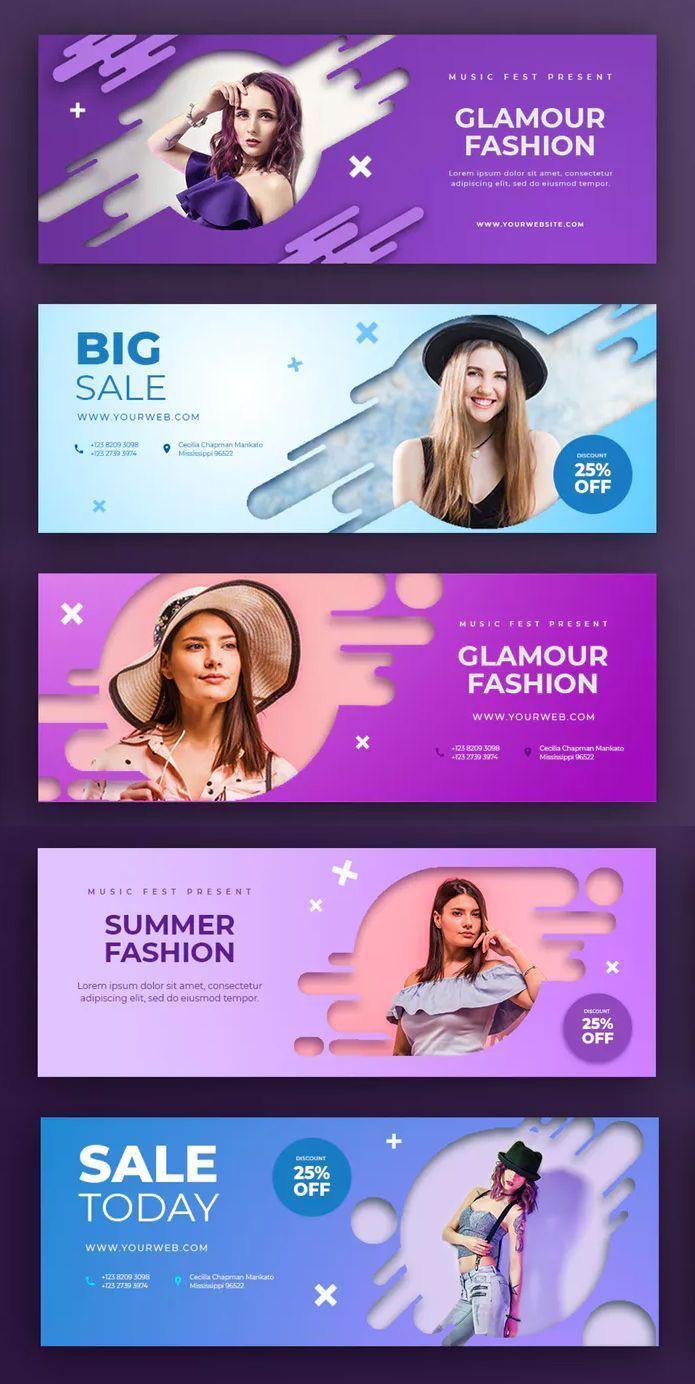 MUSIC FEST PRESENT
GLAMOUR
FASHION
Lorem ipsum dolor sit amet, consectetur
adipiscing elit, sed do eiusmod tempor.
WWW.YOURWEBSITE.COM
BIG
SALE
WWW.YOURWEB.COM
+123 8209 3098
+123 2739 3974
Cecilia Chapman Mankato
Mississippi 96522
DISCOUNT
25%
OFF
MUSIC FEST PRESENT
GLAMOUR
FASHION
WWW.YOURWEB.COM
+123 8209 3098
+123 2739 3974
Cecilia Chapman Mankato
Mississippi 96522
MUSIC FEST PRESENT
SUMMER
FASHION
Lorem ipsum dolor sit amet, consectetur
adipiscing elit, sed do eiusmod tempor.
DISCOUNT
25%
OFF
SALE
TODAY
WWW.YOURWEB.COM
+123 8209 3098
+123 2739 3974
Cecilia Chapman Mankato
Mississippi 96522
DISCOUNT
25%
OFF